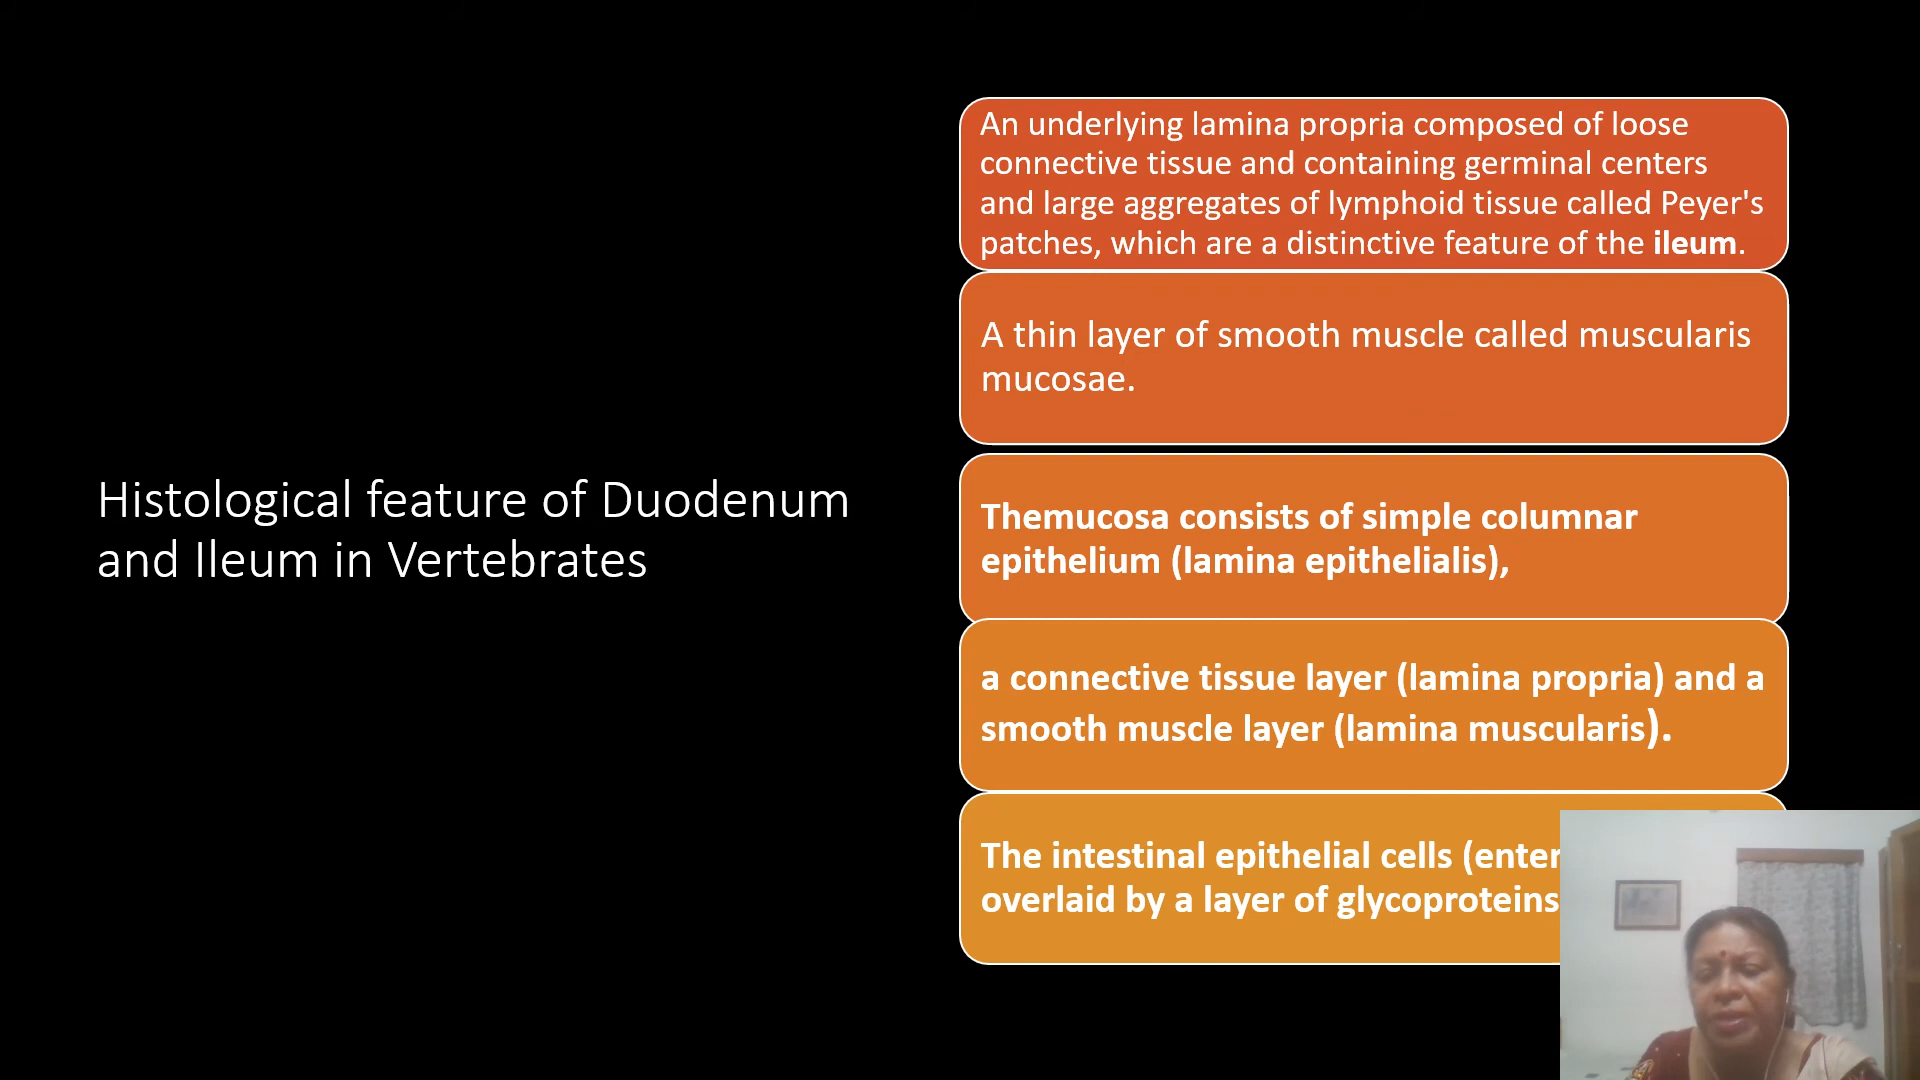 Histological feature of Duodenum
and Ileum in Vertebrates
An underlying lamina propria composed of loose
connective tissue and containing germinal centers
and large aggregates of lymphoid tissue called Peyer's
patches, which are a distinctive feature of the ileum.
A thin layer of smooth muscle called muscularis
mucosae.
Themucosa consists of simple columnar
epithelium (lamina epithelialis),
a connective tissue layer (lamina propria) and a
smooth muscle layer (lamina muscularis).
The intestinal epithelial cells
overlaid by a layer of glycoproteins